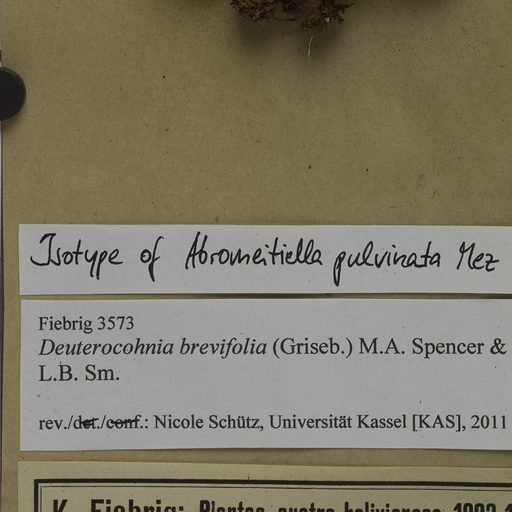 Isotype of Abromeitiella pulvinata Mez
Fiebrig 3573
Deuterocohnia brevifolia (Griseb.) M.A. Spencer &
L.B. Sm.
rev./det./conf.: Nicole Schütz, Universität Kassel [KAS], 2011
K. Fiebrig: Plantae austro-bolivienses 1903-